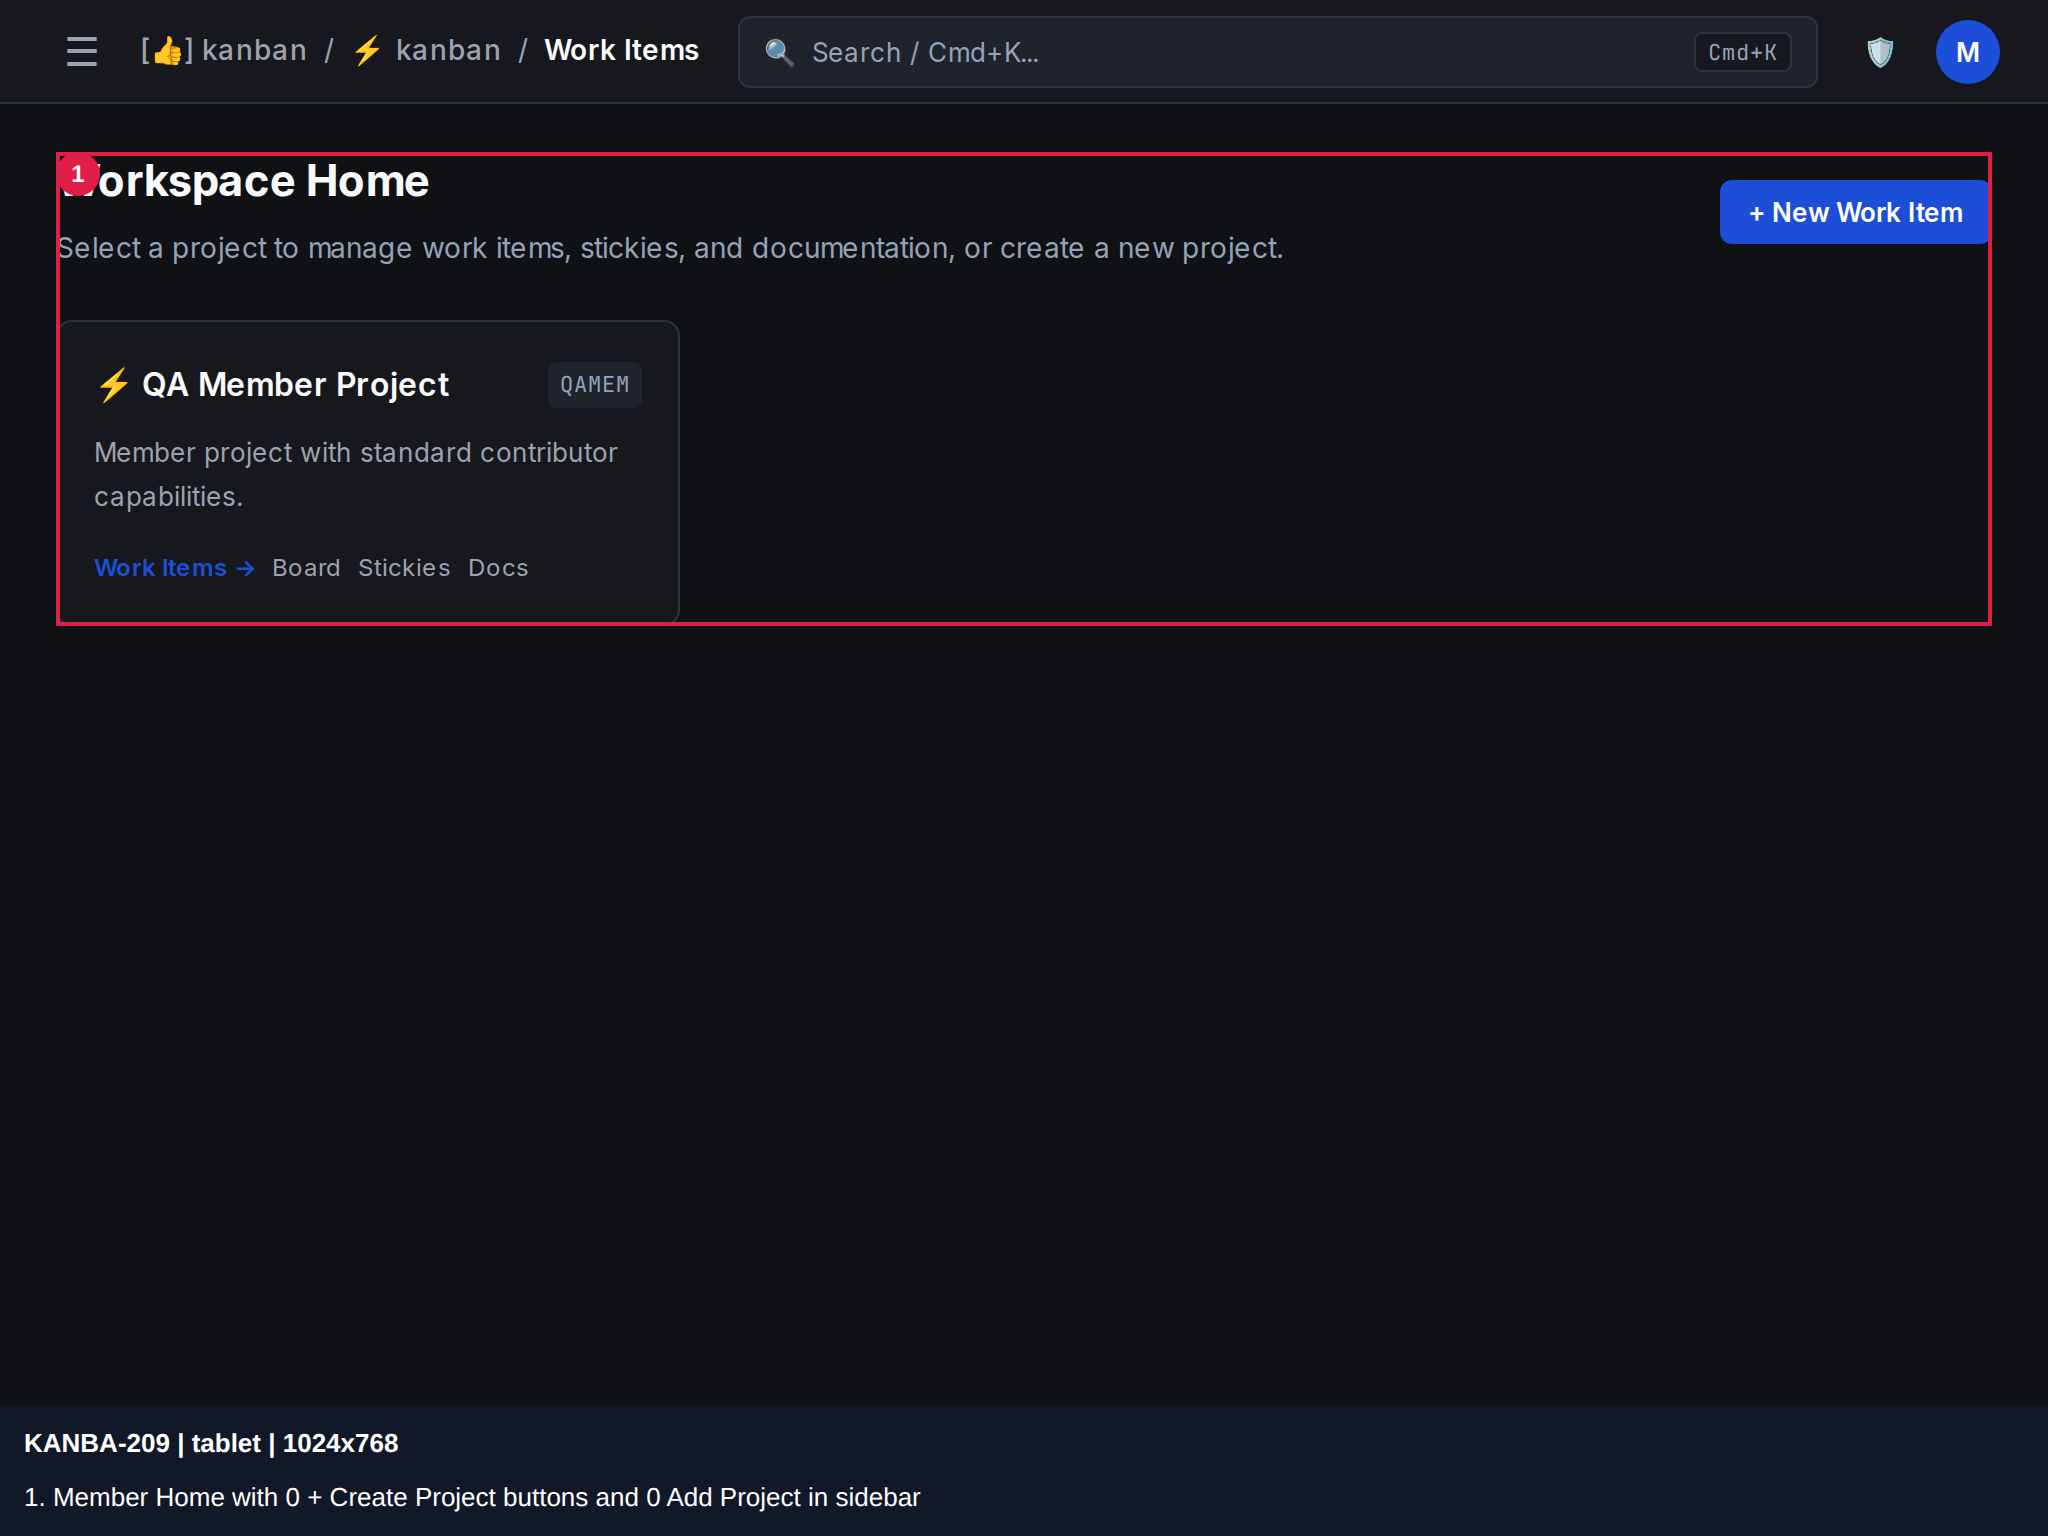 ☰ [👍] kanban / ⚡ kanban / Work Items
🔍 Search / Cmd+K... Cmd+K
M
1
Workspace Home
+ New Work Item
Select a project to manage work items, stickies, and documentation, or create a new project.
⚡ QA Member Project QAMEM
Member project with standard contributor
capabilities.
Work Items → Board Stickies Docs
KANBA-209 | tablet | 1024x768
1. Member Home with 0 + Create Project buttons and 0 Add Project in sidebar